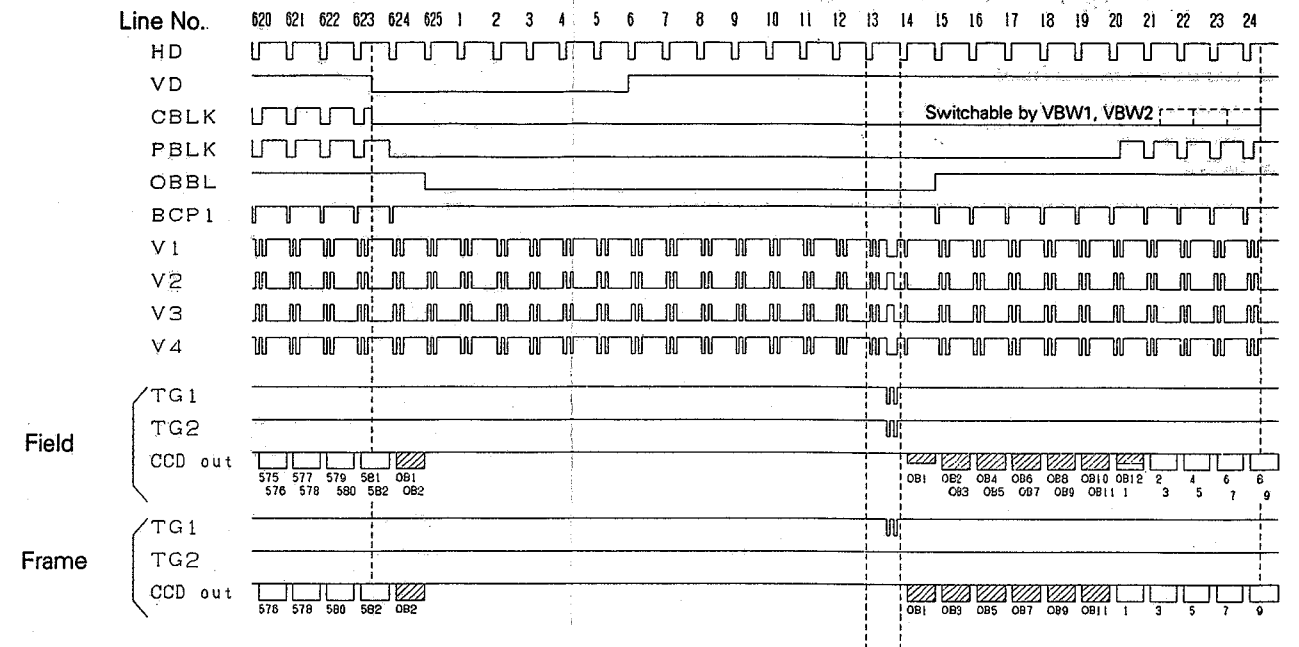 Line No. 620 621 622 623 624 625 1 2 3 4 5 6 7 8 9 10 11 12 13 14 15 16 17 18 19 20 21 22 23 24
HD
VD
CBLK Switchable by VBW1, VBW2
PBLK
OBBL
BCP1
V1
V2
V3
V4
Field
TG1
TG2
CCD out
575 577 579 581 OB1 OB1 OB2 OB4 OB6 OB8 OB10 OB12 2 4 6 8
576 578 580 582 OB2 OB3 OB5 OB7 OB9 OB11 1 3 5 7 9
Frame
TG1
TG2
CCD out
576 578 580 582 OB2 OB1 OB3 OB5 OB7 OB9 OB11 1 3 5 7 9